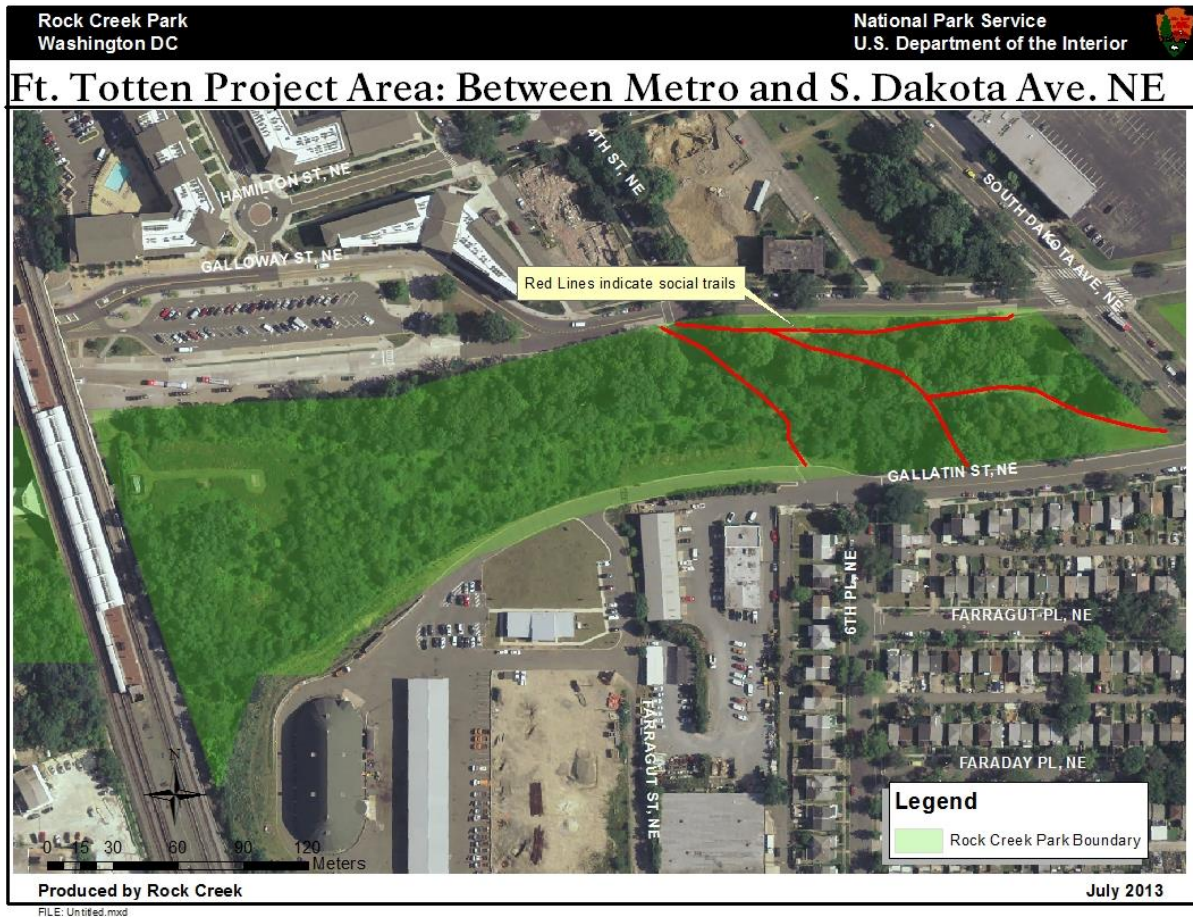 Rock Creek Park
Washington DC
National Park Service
U.S. Department of the Interior
Ft. Totten Project Area: Between Metro and S. Dakota Ave. NE
4TH ST, NE
HAMILTON ST, NE
SOUTH DAKOTA AVE. NE
GALLOWAY ST, NE
Red Lines indicate social trails
GALLATIN ST, NE
6TH PL, NE
FARRAGUT PL, NE
FARRAGUT ST, NE
FARADAY PL, NE
N
Legend
Rock Creek Park Boundary
0 15 30 60 90 120
Meters
Produced by Rock Creek
July 2013
FILE: Untitled.mxd